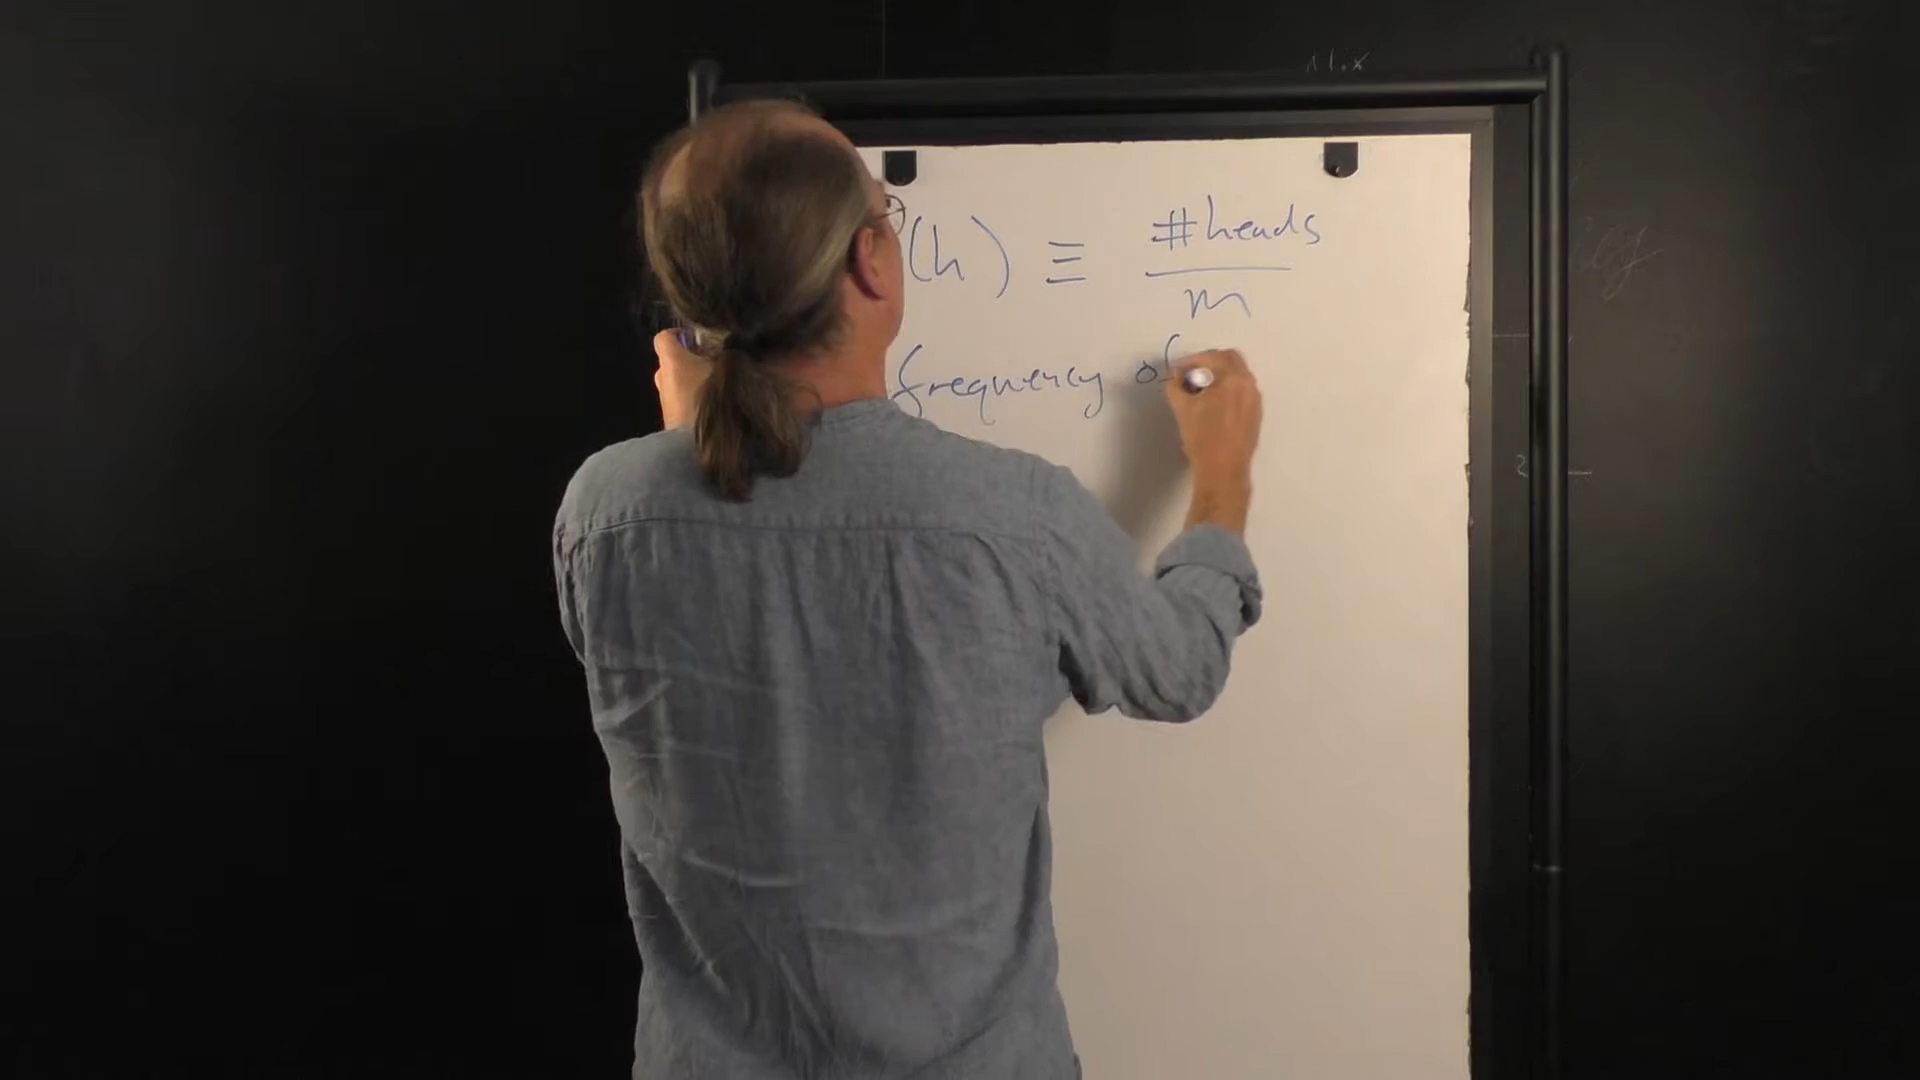 (h) ≡ #heads
m
frequency of